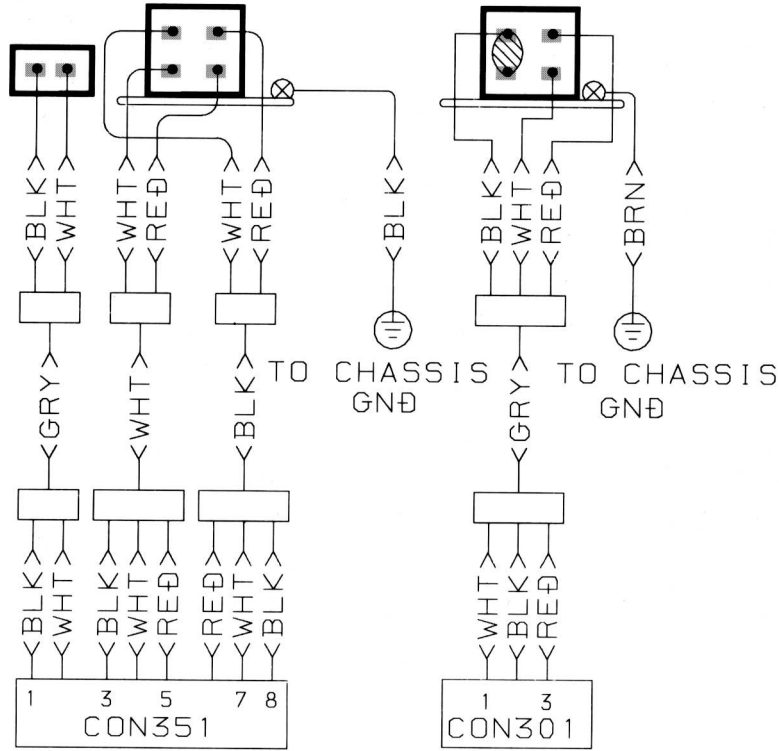 BLK WHT WHT RED WHT RED BLK BLK WHT RED BRN
TO CHASSIS GND
TO CHASSIS GND
GRY WHT BLK GRY
BLK WHT BLK WHT RED RED WHT BLK WHT BLK RED
1 3 5 7 8
CON351
1 3
CON301